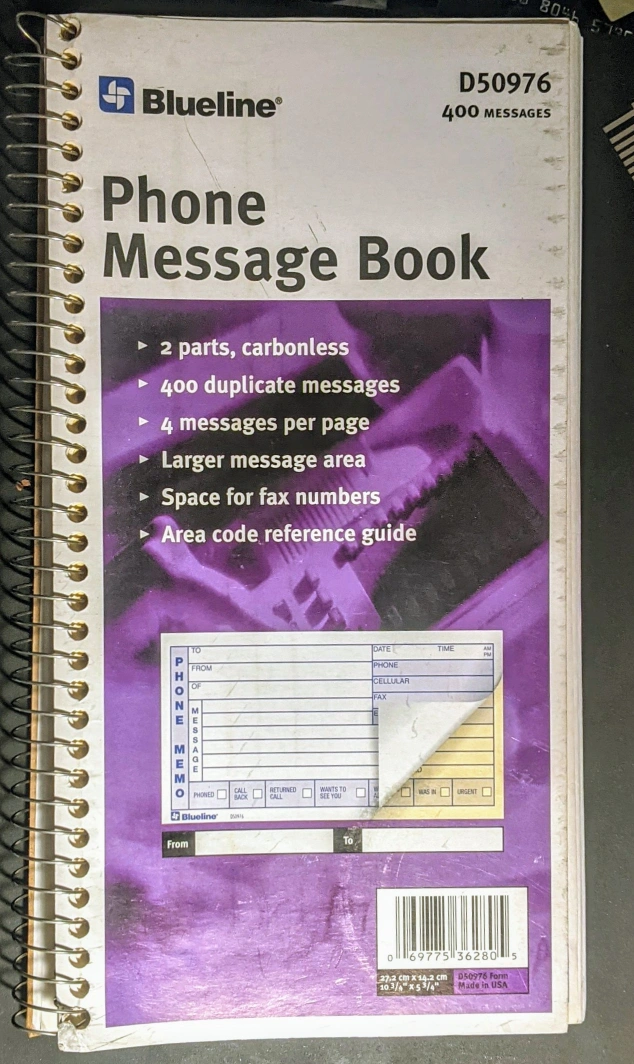 Blueline®
D50976
400 MESSAGES
Phone
Message Book
2 parts, carbonless
400 duplicate messages
4 messages per page
Larger message area
Space for fax numbers
Area code reference guide
PHONE MEMO
TO
FROM
OF
MESSAGE
DATE TIME AM PM
PHONE
CELLULAR
FAX
PHONED
CALL BACK
RETURNED CALL
WANTS TO SEE YOU
WAS IN
URGENT
Blueline D50976
From
To
0 69775 36280 5
27.2 cm x 14.2 cm
10 3/4" x 5 3/4"
D50976 Form
Made in USA